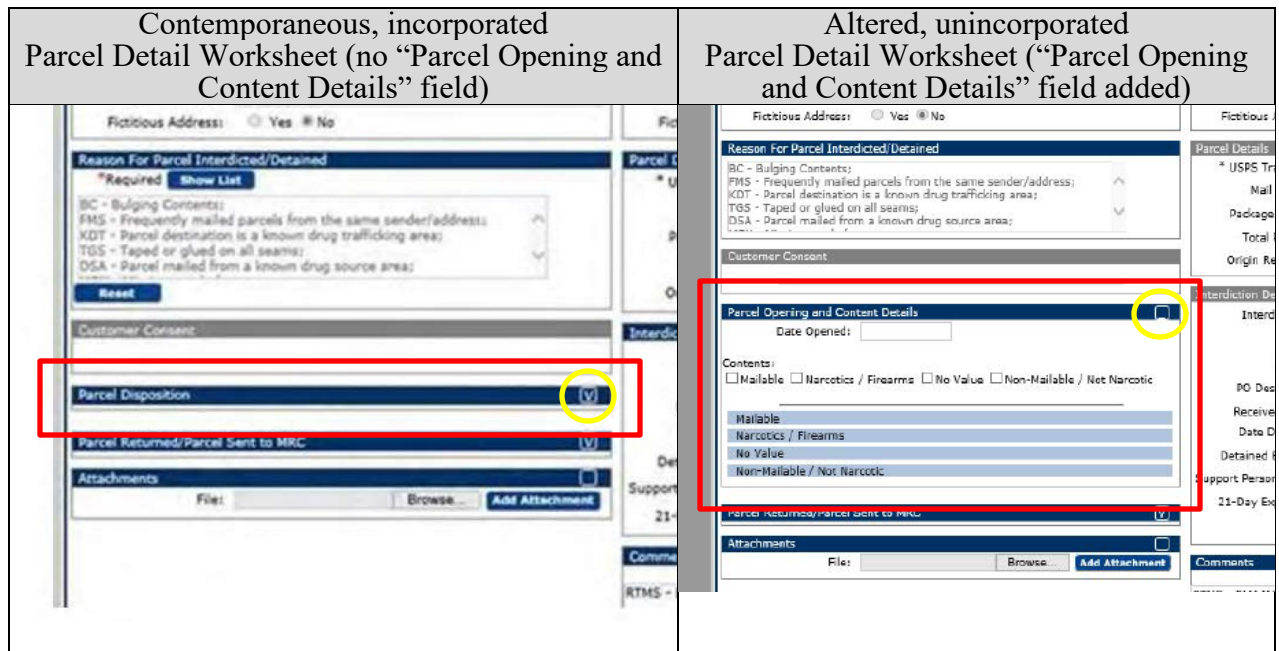 Contemporaneous, incorporated
Parcel Detail Worksheet (no “Parcel Opening and
Content Details” field)
Fictitious Address: Yes No
Fic
Reason For Parcel Interdicted/Detained
*Required Show List
BC - Bulging Contents;
FMS - Frequently mailed parcels from the same sender/address;
KDT - Parcel destination is a known drug trafficking area;
TGS - Taped or glued on all seams;
DSA - Parcel mailed from a known drug source area;
Reset
Parcel
* U
Customer Consent
Interdic
Parcel Disposition V
Parcel Returned/Parcel Sent to MRC V
Attachments
File: Browse... Add Attachment
Det
Support
21-
Comme
RTMS -
Altered, unincorporated
Parcel Detail Worksheet (“Parcel Opening
and Content Details” field added)
Fictitious Address: Yes No
Fictitious
Reason For Parcel Interdicted/Detained
BC - Bulging Contents;
FMS - Frequently mailed parcels from the same sender/address;
KDT - Parcel destination is a known drug trafficking area;
TGS - Taped or glued on all seams;
DSA - Parcel mailed from a known drug source area;
Parcel Details
* USPS Tr
Mail
Package
Total
Origin Re
Customer Consent
Parcel Opening and Content Details
Date Opened:
Contents:
Mailable Narcotics / Firearms No Value Non-Mailable / Not Narcotic
Mailable
Narcotics / Firearms
No Value
Non-Mailable / Not Narcotic
Interdiction De
Interd
PO Des
Receive
Date D
Detained
Support Person
21-Day Ex
Parcel Returned/Parcel Sent to MRC V
Attachments
File: Browse... Add Attachment
Comments